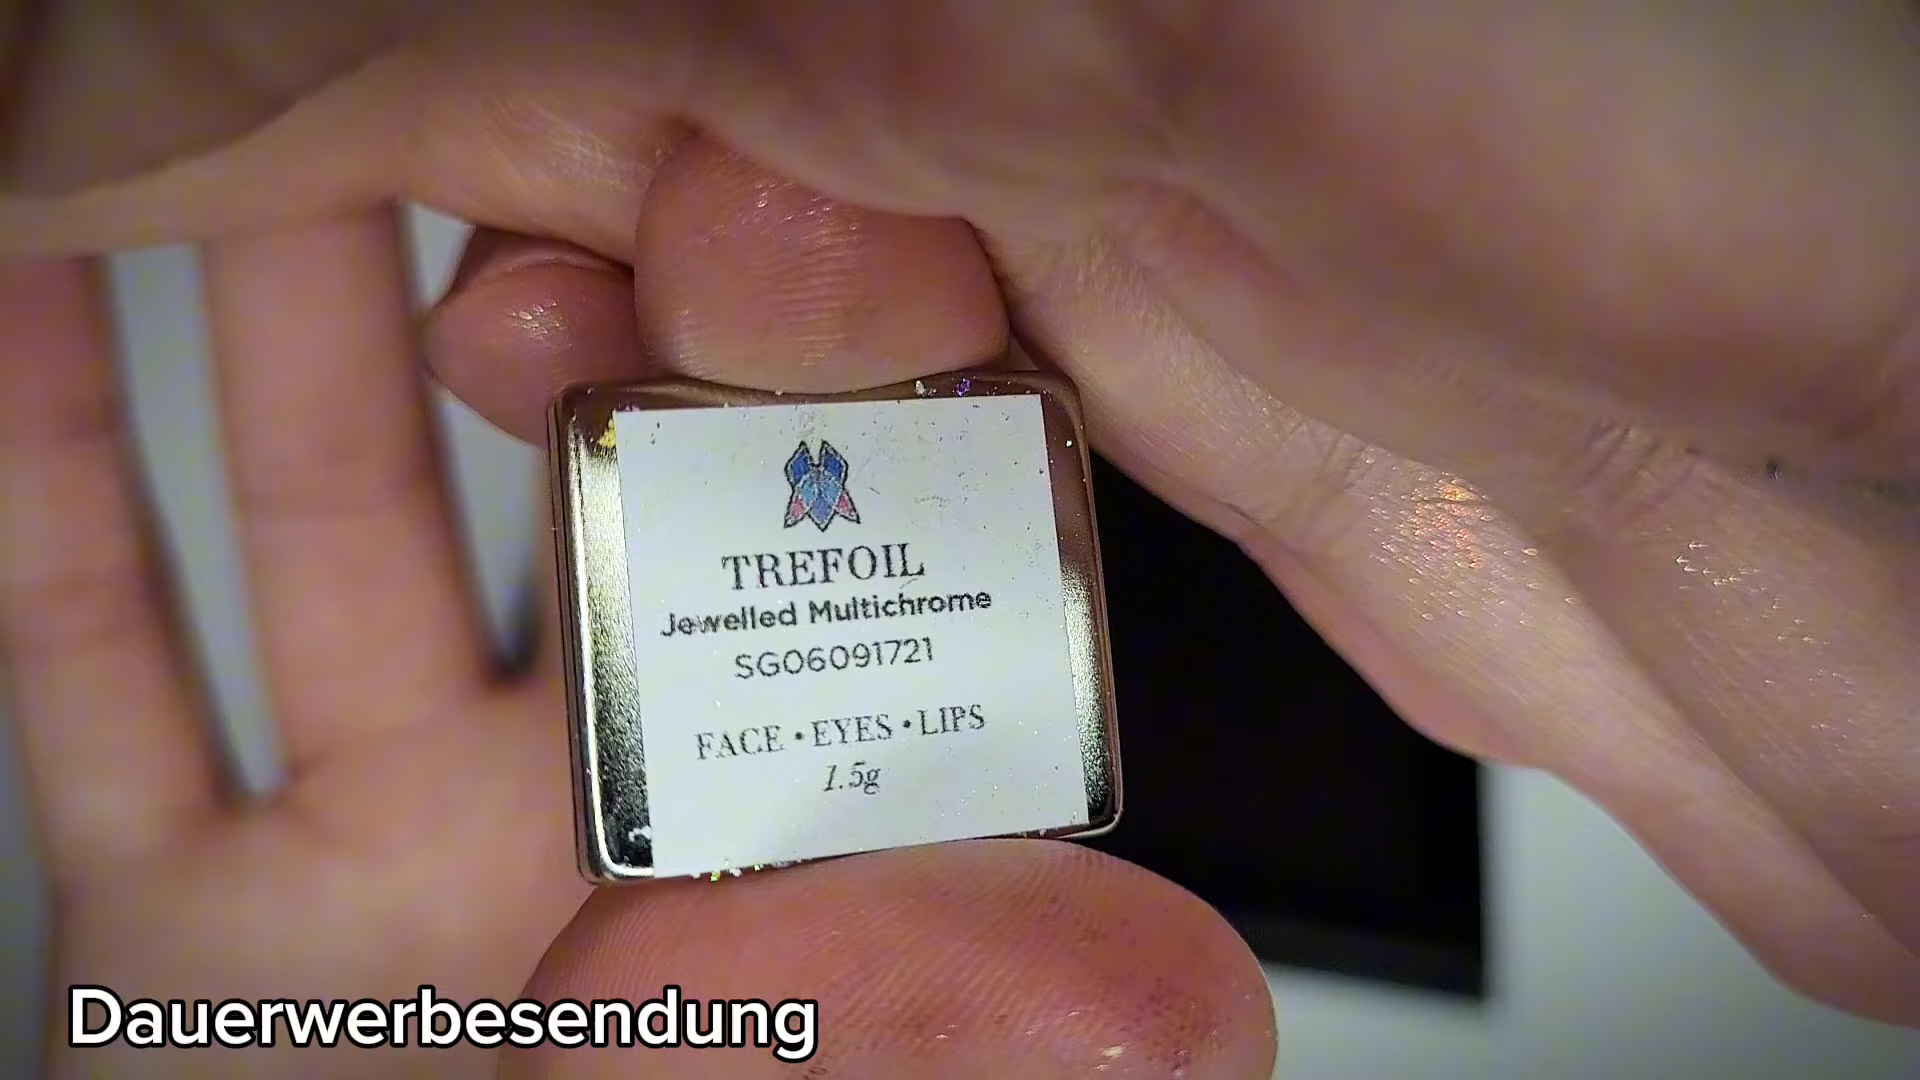 TREFOIL
Jewelled Multichrome
SG06091721
FACE • EYES • LIPS
1.5g
Dauerwerbesendung